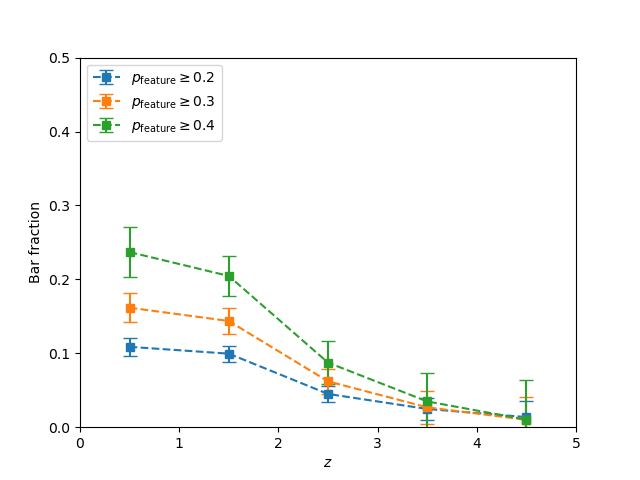 0.5
0.4
0.3
0.2
0.1
0.0
Bar fraction
p_feature ≥ 0.2
p_feature ≥ 0.3
p_feature ≥ 0.4
0 1 2 3 4 5
z